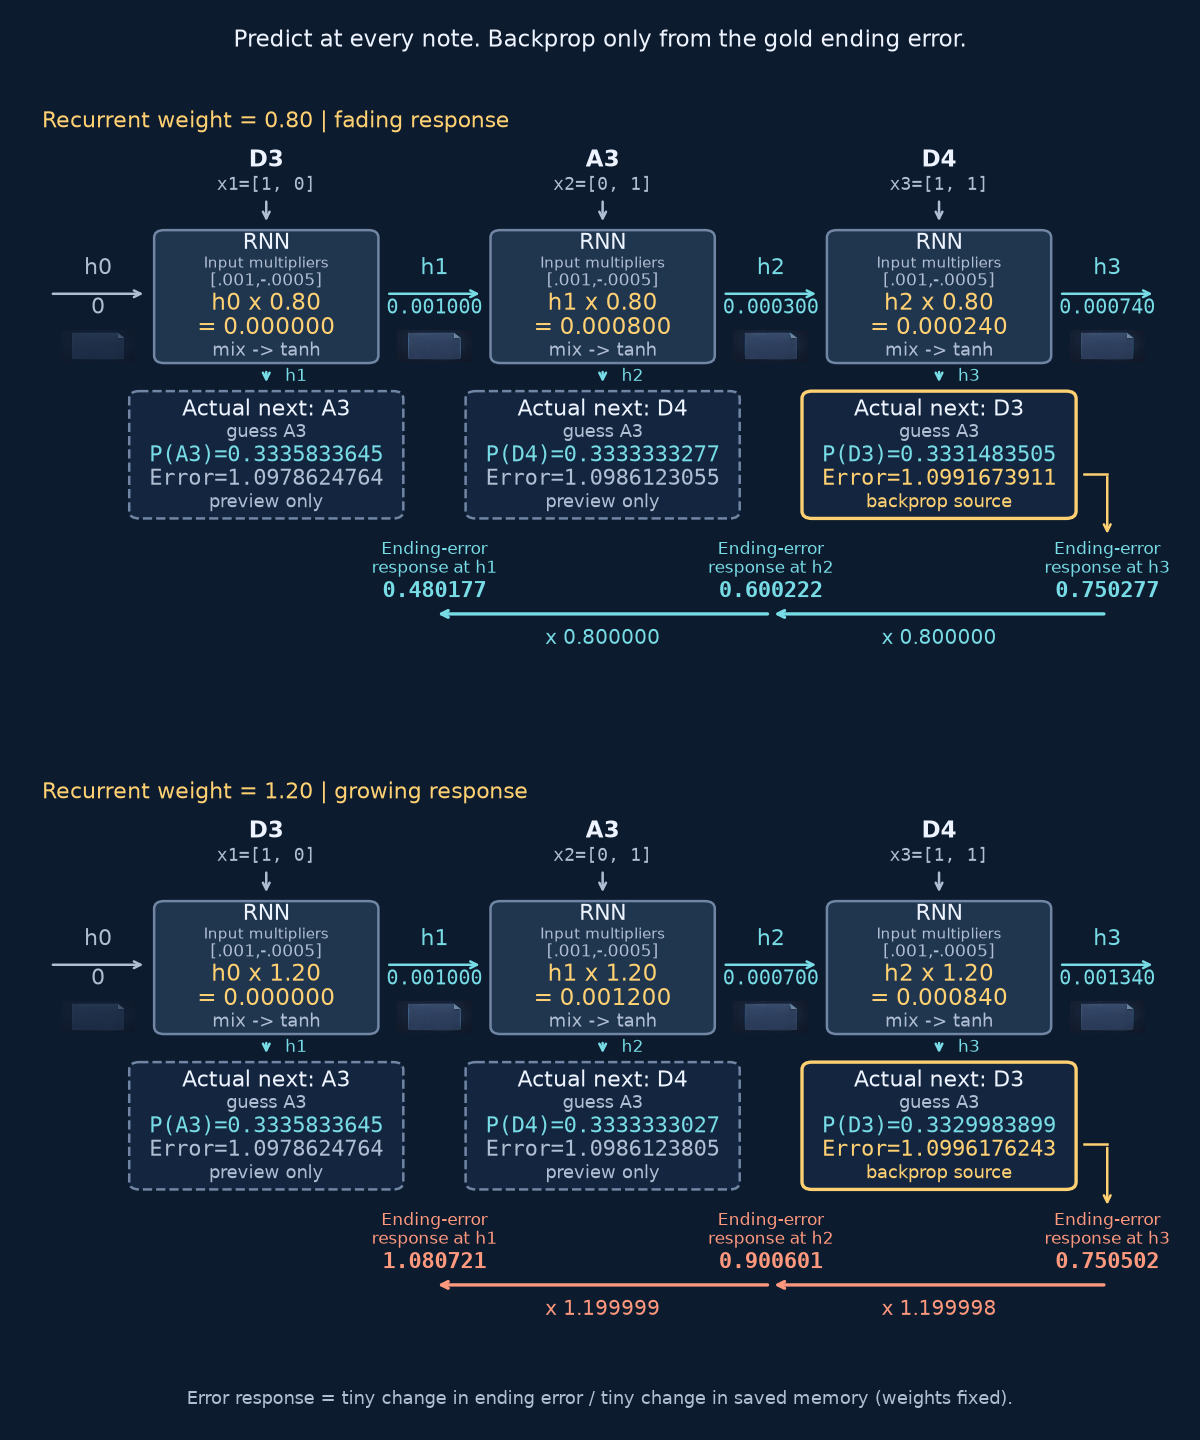 Predict at every note. Backprop only from the gold ending error.
Recurrent weight = 0.80 | fading response
D3
A3
D4
x1=[1, 0]
x2=[0, 1]
x3=[1, 1]
h0
0
RNN
Input multipliers
[.001,-.0005]
h0 x 0.80
= 0.000000
mix -> tanh
h1
0.001000
RNN
Input multipliers
[.001,-.0005]
h1 x 0.80
= 0.000800
mix -> tanh
h2
0.000300
RNN
Input multipliers
[.001,-.0005]
h2 x 0.80
= 0.000240
mix -> tanh
h3
0.000740
h1
h2
h3
Actual next: A3
guess A3
P(A3)=0.3335833645
Error=1.0978624764
preview only
Actual next: D4
guess A3
P(D4)=0.3333333277
Error=1.0986123055
preview only
Actual next: D3
guess A3
P(D3)=0.3331483505
Error=1.0991673911
backprop source
Ending-error
response at h1
0.480177
Ending-error
response at h2
0.600222
Ending-error
response at h3
0.750277
x 0.800000
x 0.800000
Recurrent weight = 1.20 | growing response
D3
A3
D4
x1=[1, 0]
x2=[0, 1]
x3=[1, 1]
h0
0
RNN
Input multipliers
[.001,-.0005]
h0 x 1.20
= 0.000000
mix -> tanh
h1
0.001000
RNN
Input multipliers
[.001,-.0005]
h1 x 1.20
= 0.001200
mix -> tanh
h2
0.000700
RNN
Input multipliers
[.001,-.0005]
h2 x 1.20
= 0.000840
mix -> tanh
h3
0.001340
h1
h2
h3
Actual next: A3
guess A3
P(A3)=0.3335833645
Error=1.0978624764
preview only
Actual next: D4
guess A3
P(D4)=0.3333333027
Error=1.0986123805
preview only
Actual next: D3
guess A3
P(D3)=0.3329983899
Error=1.0996176243
backprop source
Ending-error
response at h1
1.080721
Ending-error
response at h2
0.900601
Ending-error
response at h3
0.750502
x 1.199999
x 1.199998
Error response = tiny change in ending error / tiny change in saved memory (weights fixed).